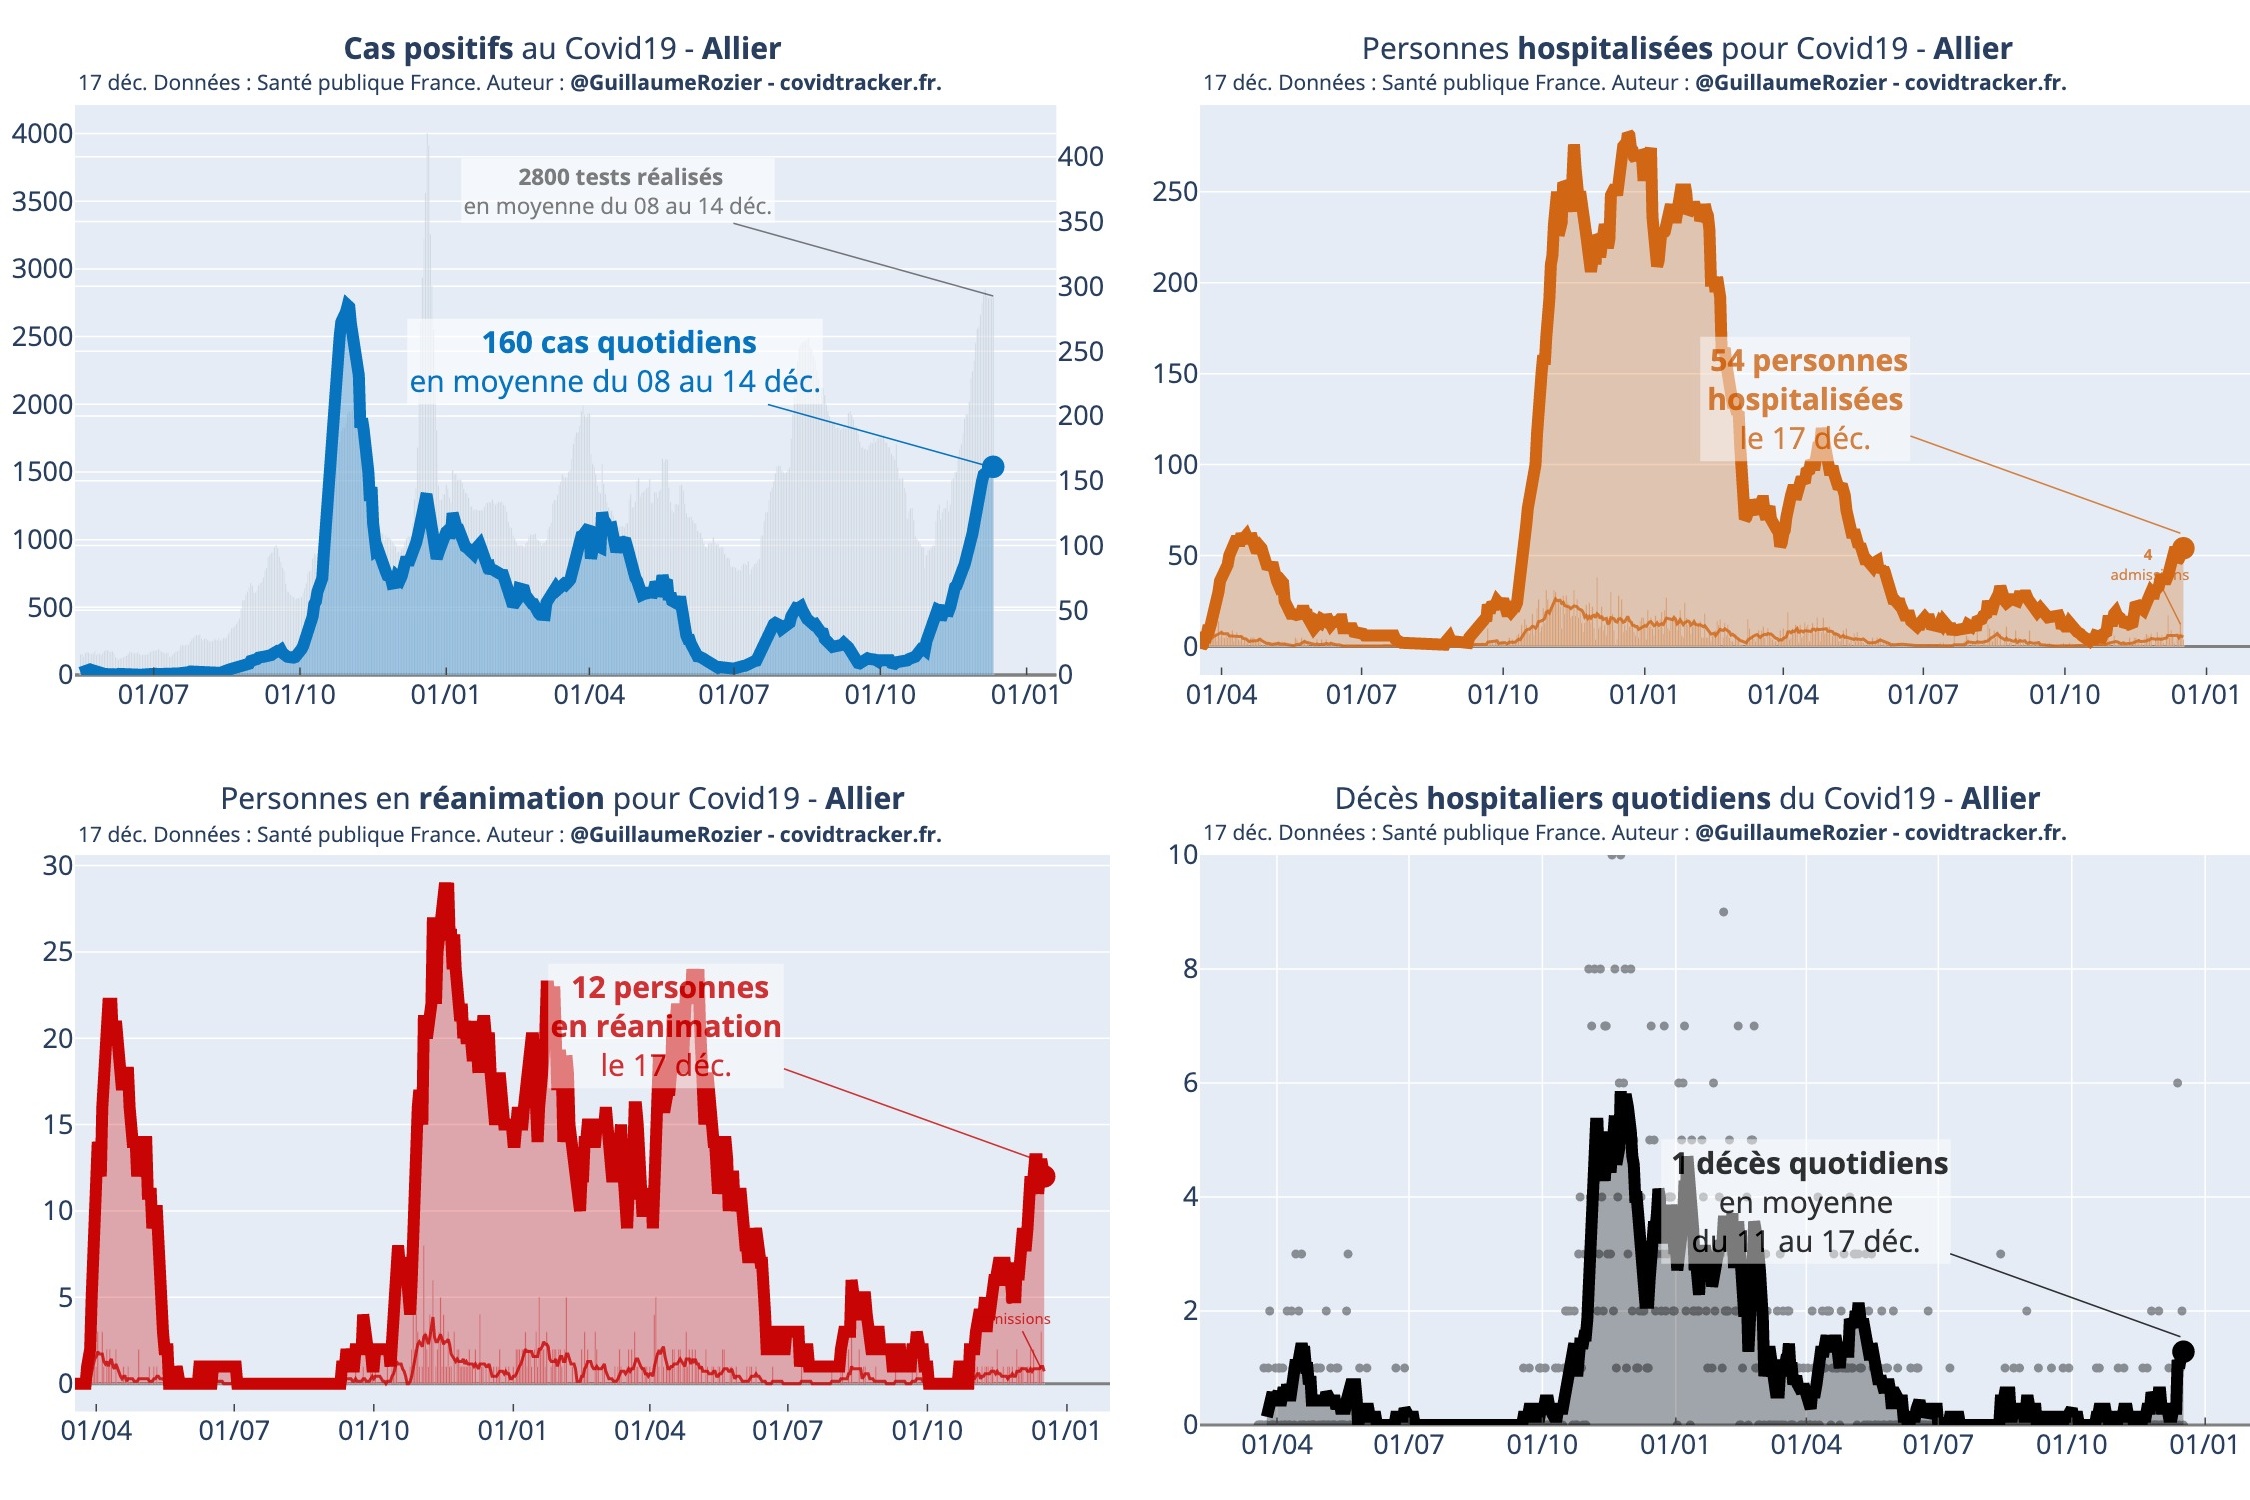 Cas positifs au Covid19 - Allier
17 déc. Données : Santé publique France. Auteur : @GuillaumeRozier - covidtracker.fr.
4000
3500
3000
2500
2000
1500
1000
500
0
400
350
300
250
200
150
100
50
0
2800 tests réalisés
en moyenne du 08 au 14 déc.
160 cas quotidiens
en moyenne du 08 au 14 déc.
01/07 01/10 01/01 01/04 01/07 01/10 01/01
Personnes hospitalisées pour Covid19 - Allier
17 déc. Données : Santé publique France. Auteur : @GuillaumeRozier - covidtracker.fr.
250
200
150
100
50
0
54 personnes
hospitalisées
le 17 déc.
4
admissions
01/04 01/07 01/10 01/01 01/04 01/07 01/10 01/01
Personnes en réanimation pour Covid19 - Allier
17 déc. Données : Santé publique France. Auteur : @GuillaumeRozier - covidtracker.fr.
30
25
20
15
10
5
0
12 personnes
en réanimation
le 17 déc.
missions
01/04 01/07 01/10 01/01 01/04 01/07 01/10 01/01
Décès hospitaliers quotidiens du Covid19 - Allier
17 déc. Données : Santé publique France. Auteur : @GuillaumeRozier - covidtracker.fr.
10
8
6
4
2
0
1 décès quotidiens
en moyenne
du 11 au 17 déc.
01/04 01/07 01/10 01/01 01/04 01/07 01/10 01/01